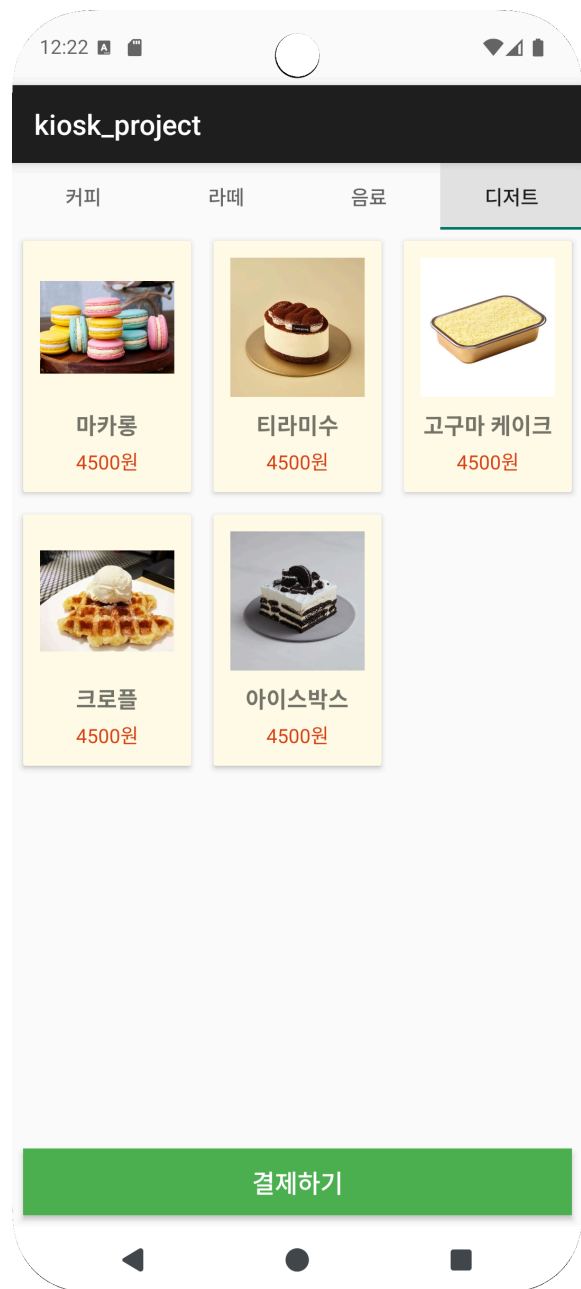 12:22
kiosk_project
커피 라떼 음료 디저트
마카롱 티라미수 고구마 케이크
4500원 4500원 4500원
크로플 아이스박스
4500원 4500원
결제하기